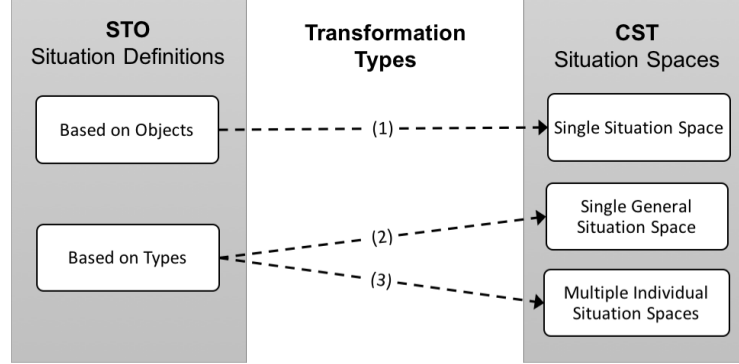 STO
Situation Definitions
Transformation
Types
CST
Situation Spaces
Based on Objects
(1)
Single Situation Space
Based on Types
(2)
(3)
Single General
Situation Space
Multiple Individual
Situation Spaces